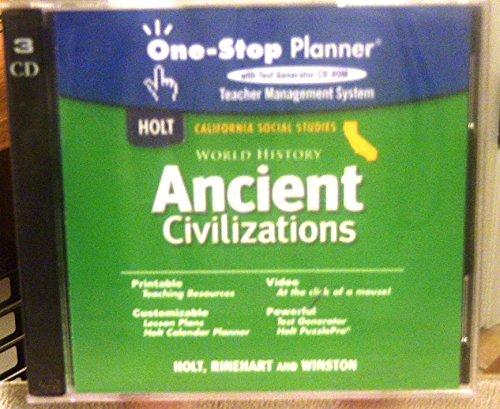 3
CD
One-Stop Planner®
with Test Generator CD-ROM
Teacher Management System
HOLT
CALIFORNIA SOCIAL STUDIES
WORLD HISTORY
Ancient
Civilizations
Printable
Teaching Resources
Customizable
Lesson Plans
Holt Calendar Planner
Video
At the click of a mouse!
Powerful
Test Generator
Holt PuzzlePro®
HOLT, RINEHART AND WINSTON